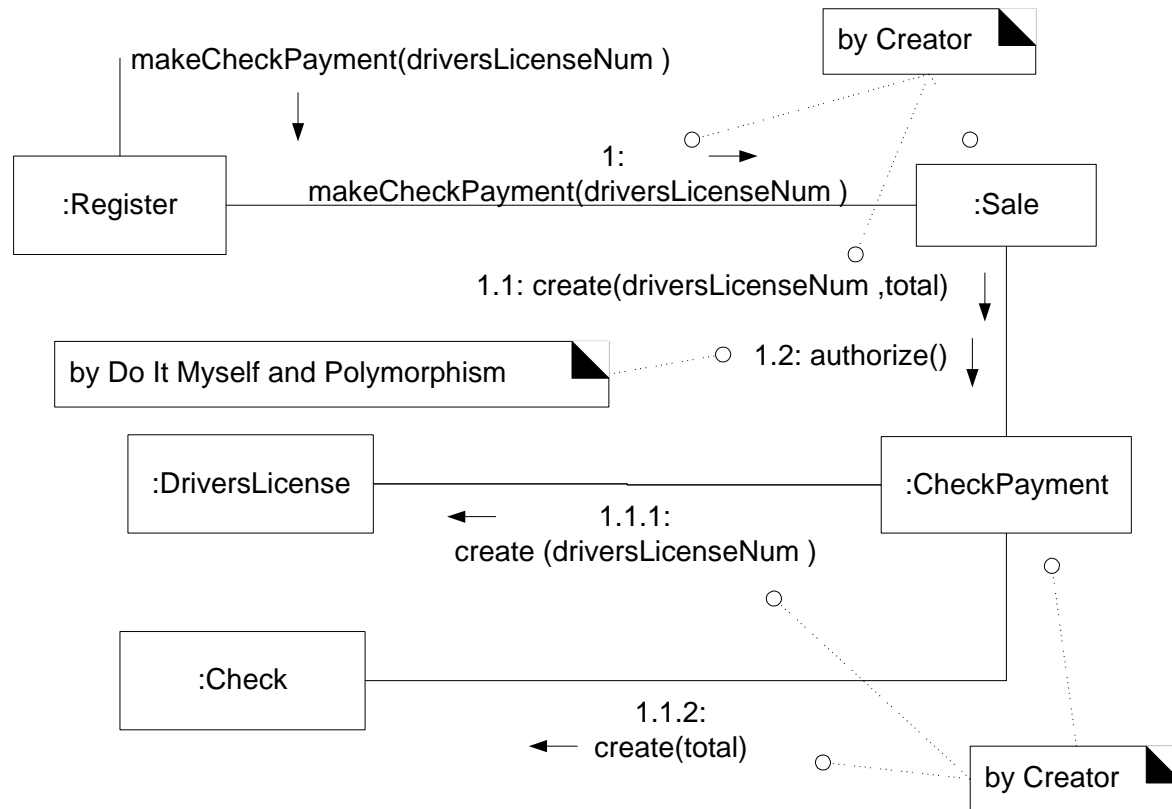 by Creator
makeCheckPayment(driversLicenseNum )
1:
makeCheckPayment(driversLicenseNum )
:Register
:Sale
1.1: create(driversLicenseNum ,total)
1.2: authorize()
by Do It Myself and Polymorphism
:DriversLicense
:CheckPayment
1.1.1:
create (driversLicenseNum )
:Check
1.1.2:
create(total)
by Creator